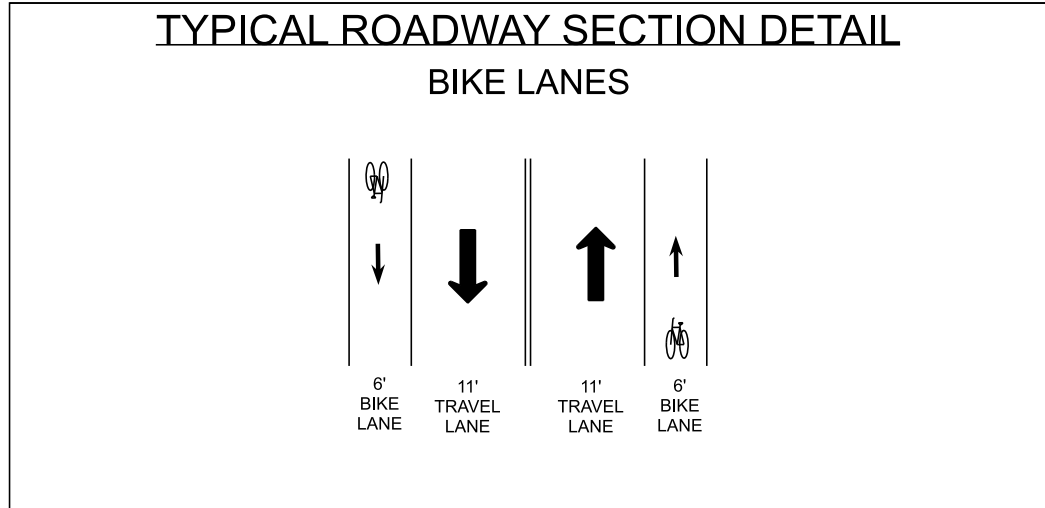 TYPICAL ROADWAY SECTION DETAIL
BIKE LANES
6'
BIKE
LANE
11'
TRAVEL
LANE
11'
TRAVEL
LANE
6'
BIKE
LANE